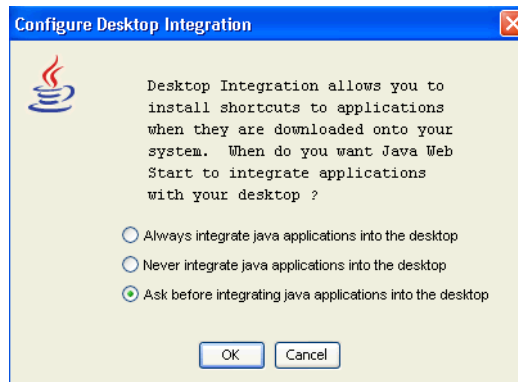 Configure Desktop Integration
Desktop Integration allows you to
install shortcuts to applications
when they are downloaded onto your
system.  When do you want Java Web
Start to integrate applications
with your desktop ?
Always integrate java applications into the desktop
Never integrate java applications into the desktop
Ask before integrating java applications into the desktop
OK Cancel